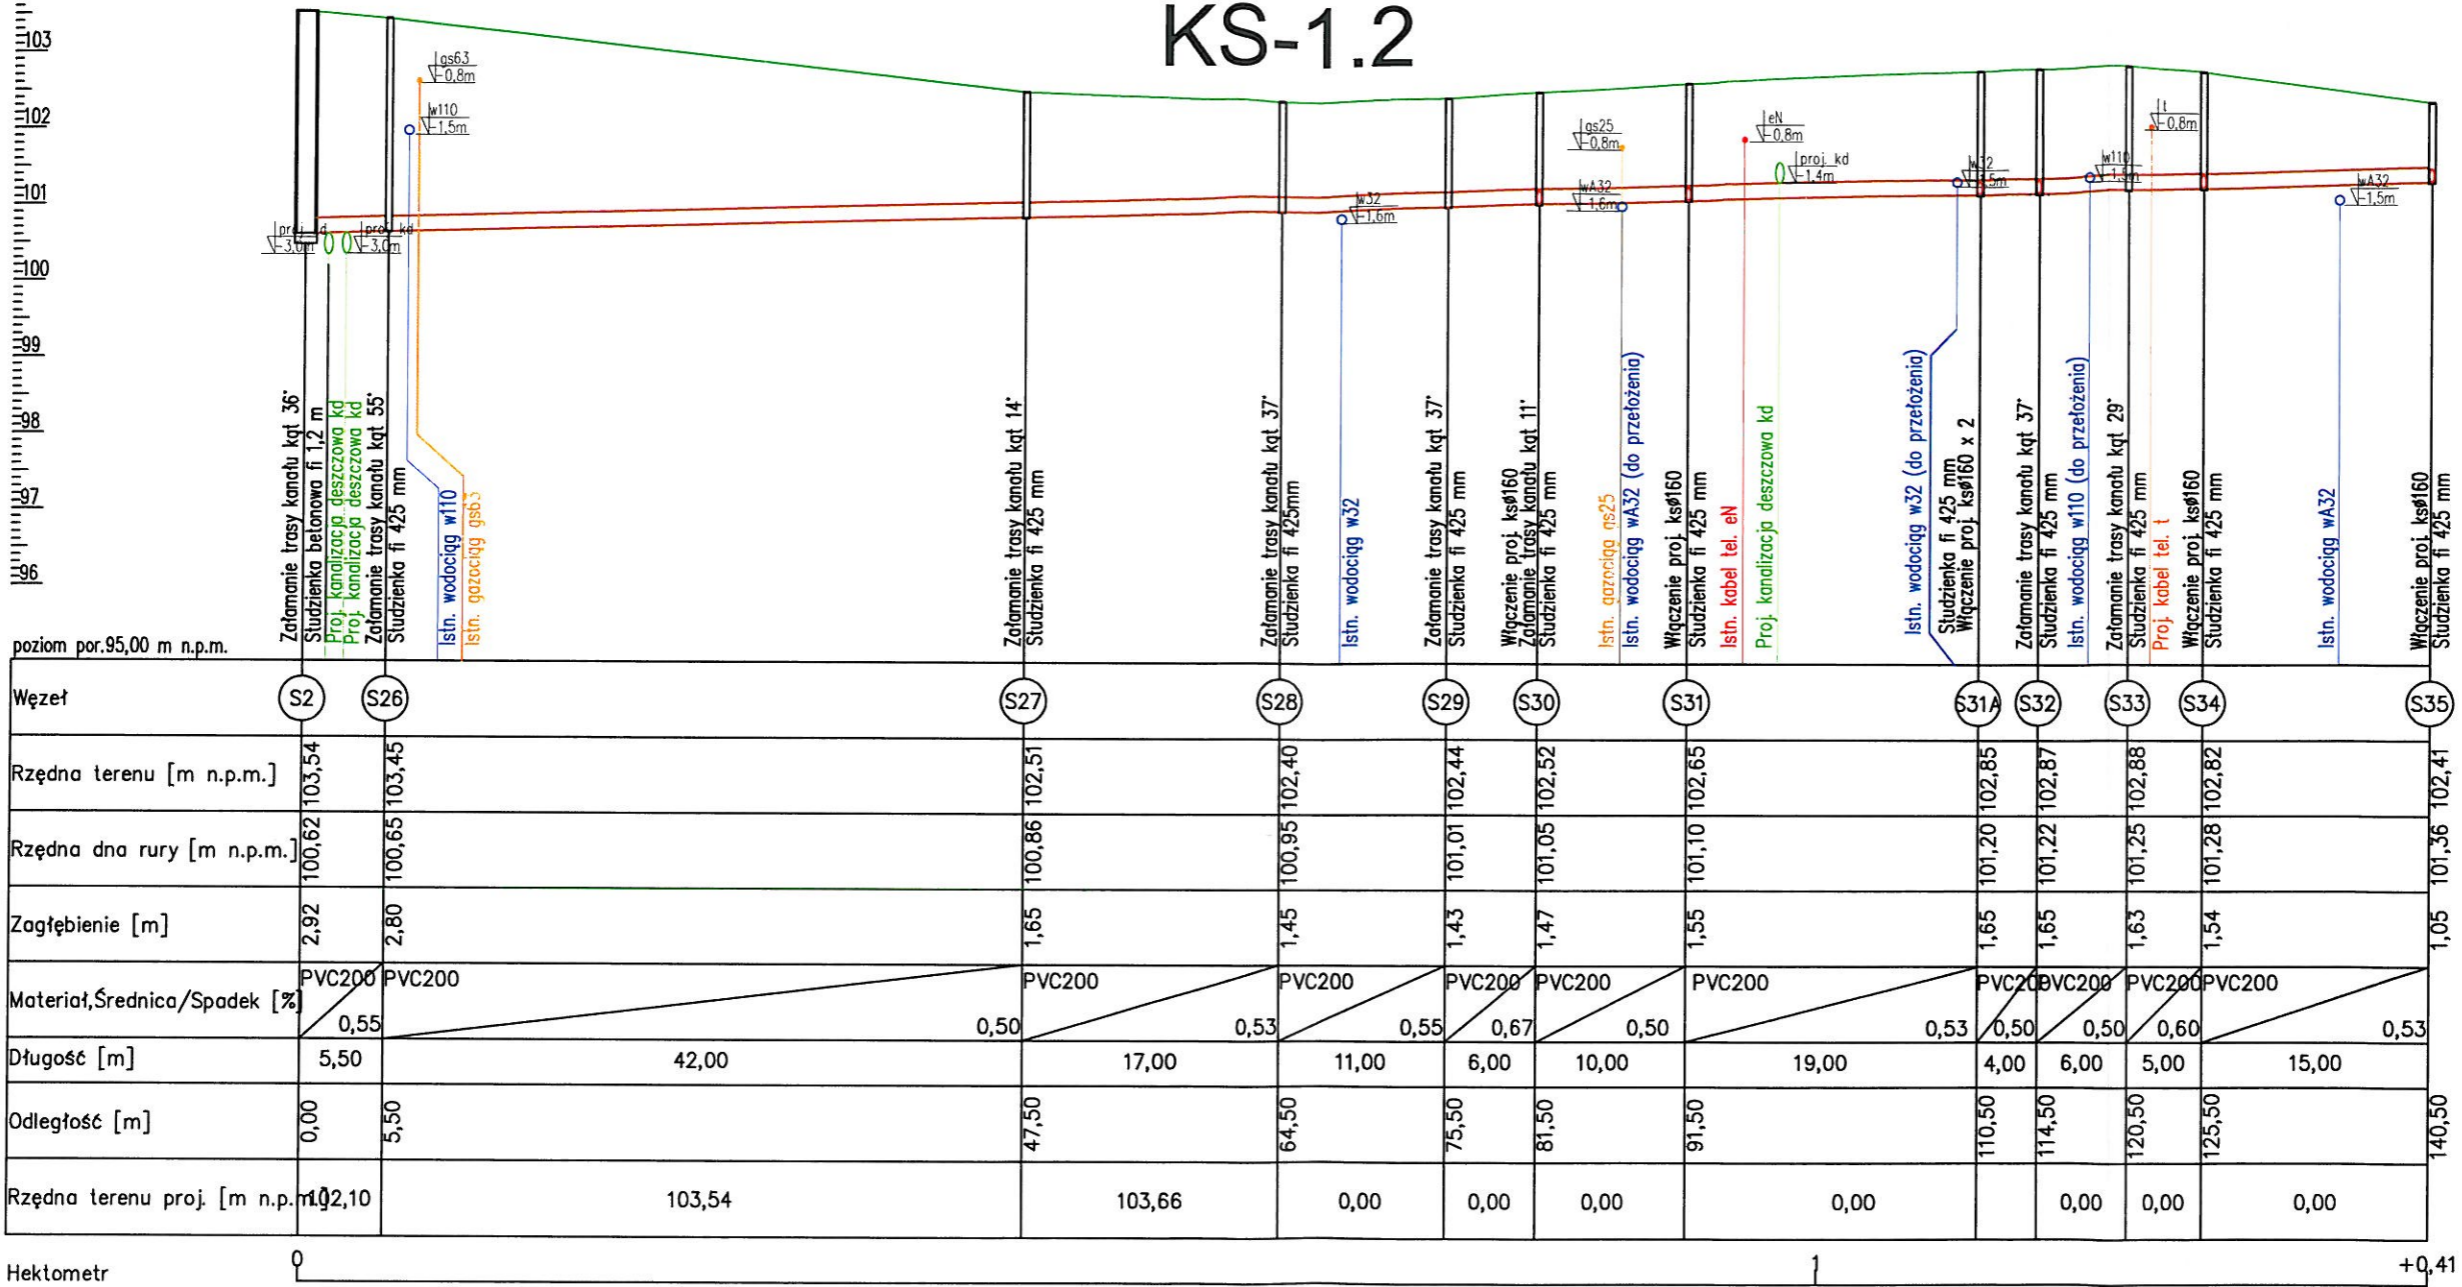 KS-1.2
103
102
101
100
99
98
97
96
gs63
-0,8m
w110
-1,5m
-3,0m
proj. kd
-3,0m
w32
-1,6m
gs25
-0,8m
wA32
-1,6m
eN
-0,8m
proj. kd
-1,4m
w32
w110
t
-0,8m
wA32
-1,5m
Załamanie trasy kanału kąt 36°
Studzienka betonowa fi 1,2 m
Proj. kanalizacja deszczowa kd
Proj. kanalizacja deszczowa kd
Załamanie trasy kanału kąt 55°
Studzienka fi 425 mm
Istn. wodociąg w110
Istn. gazociąg gs63
Załamanie trasy kanału kąt 14°
Studzienka fi 425 mm
Załamanie trasy kanału kąt 37°
Studzienka fi 425mm
Istn. wodociąg w32
Załamanie trasy kanału kąt 37°
Studzienka fi 425 mm
Włączenie proj. ksø160
Załamanie trasy kanału kąt 11°
Studzienka fi 425 mm
Istn. gazociąg gs25
Istn. wodociąg wA32 (do przełożenia)
Włączenie proj. ksø160
Studzienka fi 425 mm
Istn. kabel tel. eN
Proj. kanalizacja deszczowa kd
Istn. wodociąg w32 (do przełożenia)
Studzienka fi 425 mm
Włączenie proj. ksø160 x 2
Załamanie trasy kanału kąt 37°
Studzienka fi 425 mm
Istn. wodociąg w110 (do przełożenia)
Załamanie trasy kanału kąt 29°
Studzienka fi 425 mm
Proj. kabel tel. t
Włączenie proj. ksø160
Studzienka fi 425 mm
Istn. wodociąg wA32
Włączenie proj. ksø160
Studzienka fi 425 mm
poziom por.95,00 m n.p.m.
Węzeł S2 S26 S27 S28 S29 S30 S31 S31A S32 S33 S34 S35
Rzędna terenu [m n.p.m.] 103,54 103,45 102,51 102,40 102,44 102,52 102,65 102,85 102,87 102,88 102,82 102,41
Rzędna dna rury [m n.p.m.] 100,62 100,65 100,86 100,95 101,01 101,05 101,10 101,20 101,22 101,25 101,28 101,36
Zagłębienie [m] 2,92 2,80 1,65 1,45 1,43 1,47 1,55 1,65 1,65 1,63 1,54 1,05
PVC200 PVC200 PVC200 PVC200 PVC200 PVC200 PVC200 PVC200 PVC200 PVC200 PVC200
Materiał,Średnica/Spadek [%]
0,55 0,50 0,53 0,55 0,67 0,50 0,53 0,50 0,50 0,60 0,53
Długość [m] 5,50 42,00 17,00 11,00 6,00 10,00 19,00 4,00 6,00 5,00 15,00
Odległość [m] 0,00 5,50 47,50 64,50 75,50 81,50 91,50 110,50 114,50 120,50 125,50 140,50
Rzędna terenu proj. [m n.p.m.] 102,10 103,54 103,66 0,00 0,00 0,00 0,00 0,00 0,00 0,00
Hektometr 0 1 +0,41